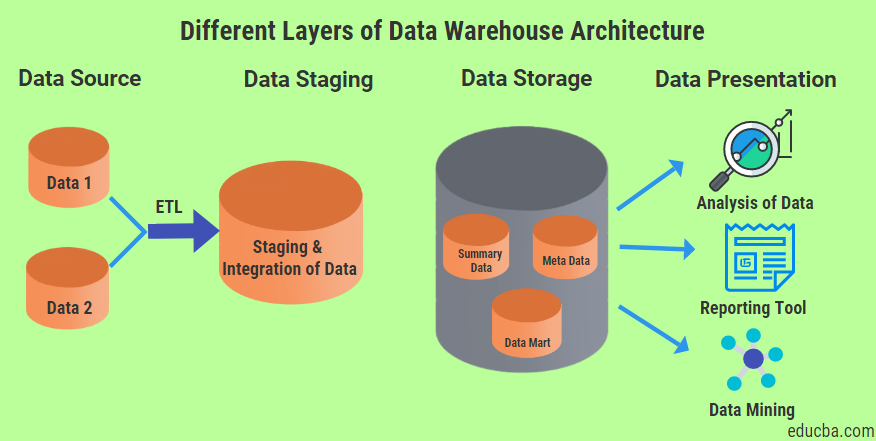 Different Layers of Data Warehouse Architecture
Data Source
Data Staging
Data Storage
Data Presentation
Data 1
Data 2
ETL
Staging &
Integration of Data
Summary
Data
Meta Data
Data Mart
Analysis of Data
Reporting Tool
Data Mining
educba.com